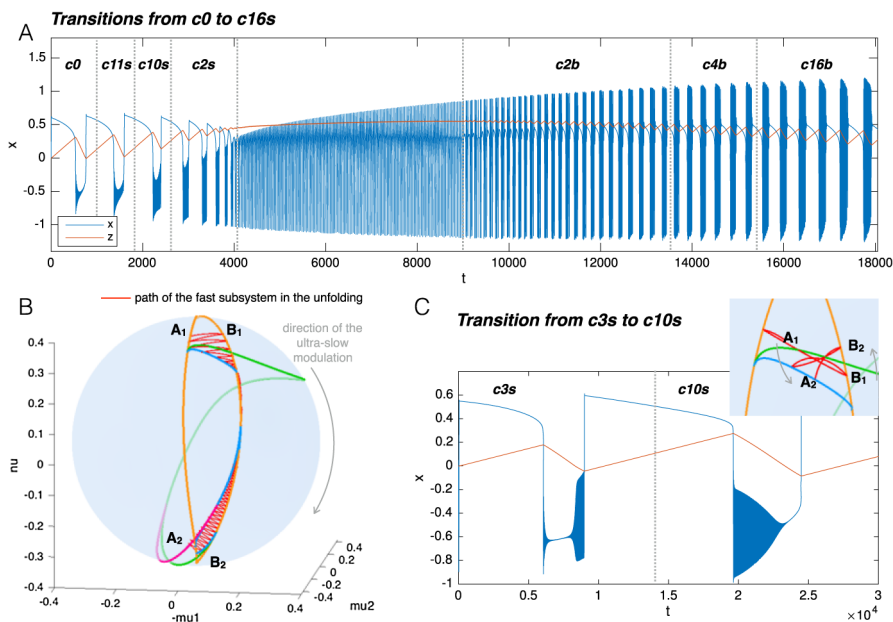 Transitions from c0 to c16s
A
c0 c11s c10s c2s c2b c4b c16b
1.5
1
0.5
0
-0.5
-1
x
x
z
0 2000 4000 6000 8000 10000 12000 14000 16000 18000
t
B
path of the fast subsystem in the unfolding
A1 B1
direction of the
ultra-slow
modulation
0.4
0.3
0.2
0.1
0
-0.1
-0.2
-0.3
-0.4
nu
A2
B2
-0.4 -0.2 0 0.2 0.4
-mu1
0.4
0.2
0
-0.2
-0.4
mu2
C
Transition from c3s to c10s
A1
B2
A2
B1
c3s c10s
0.6
0.4
0.2
0
-0.2
-0.4
-0.6
-0.8
-1
x
0 0.5 1 1.5 2 2.5 3
t
×10^4